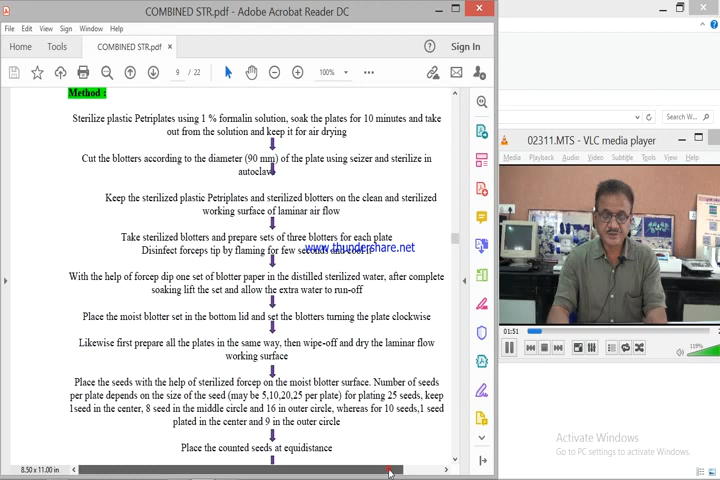 COMBINED STR.pdf - Adobe Acrobat Reader DC
File Edit View Sign Window Help
Home Tools COMBINED STR.pdf × Sign In
9 / 22 100%
Method :
Sterilize plastic Petriplates using 1 % formalin solution, soak the plates for 10 minutes and take
out from the solution and keep it for air drying
Cut the blotters according to the diameter (90 mm) of the plate using seizer and sterilize in
autoclave
Keep the sterilized plastic Petriplates and sterilized blotters on the clean and sterilized
working surface of laminar air flow
Take sterilized blotters and prepare sets of three blotters for each plate
Disinfect forceps tip by flaming for few seconds and cool it
www.thundershare.net
With the help of forcep dip one set of blotter paper in the distilled sterilized water, after complete
soaking lift the set and allow the extra water to run-off
Place the moist blotter set in the bottom lid and set the blotters turning the plate clockwise
Likewise first prepare all the plates in the same way, then wipe-off and dry the laminar flow
working surface
Place the seeds with the help of sterilized forcep on the moist blotter surface. Number of seeds
per plate depends on the size of the seed (may be 5,10,20,25 per plate) for plating 25 seeds, keep
1seed in the center, 8 seed in the middle circle and 16 in outer circle, whereas for 10 seeds,1 seed
plated in the center and 9 in the outer circle
Place the counted seeds at equidistance
8.50 x 11.00 in
Search W...
02311.MTS - VLC media player
Media Playback Audio Video Subtitle Tools View Help
01:51
119%
Activate Windows
Go to PC settings to activate Windows.